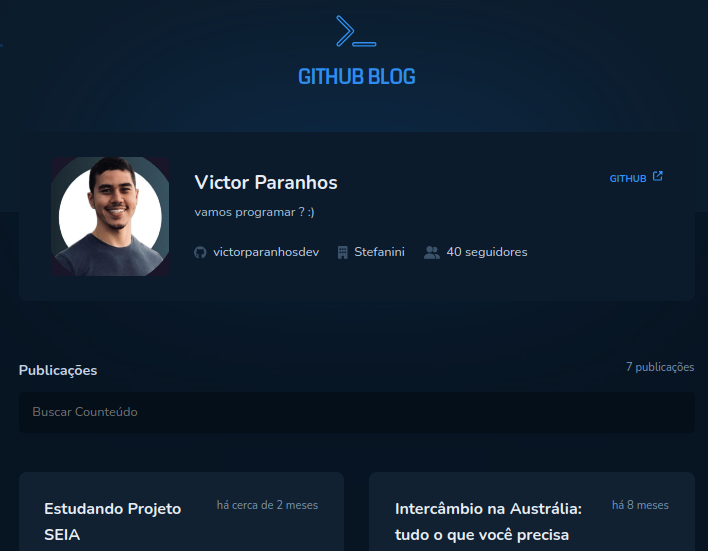 GITHUB BLOG
Victor Paranhos
GITHUB
vamos programar ? :)
victorparanhosdev Stefanini 40 seguidores
Publicações
7 publicações
Buscar Counteúdo
Estudando Projeto
SEIA
há cerca de 2 meses
Intercâmbio na Austrália:
tudo o que você precisa
há 8 meses